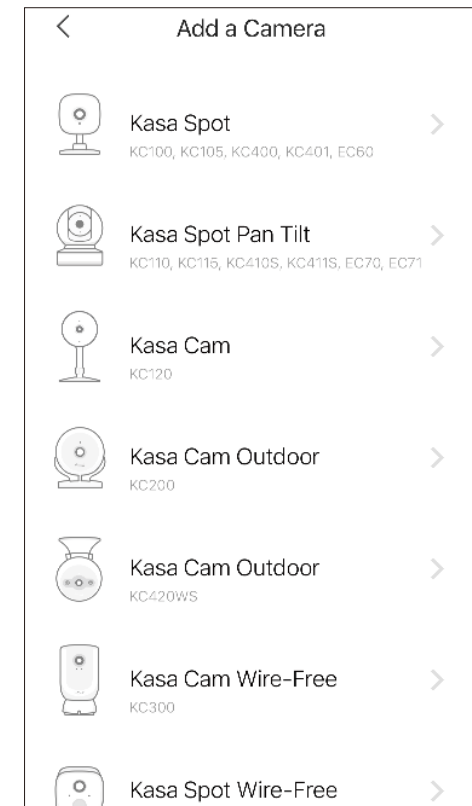 Add a Camera
Kasa Spot
KC100, KC105, KC400, KC401, EC60
Kasa Spot Pan Tilt
KC110, KC115, KC410S, KC411S, EC70, EC71
Kasa Cam
KC120
Kasa Cam Outdoor
KC200
Kasa Cam Outdoor
KC420WS
Kasa Cam Wire-Free
KC300
Kasa Spot Wire-Free